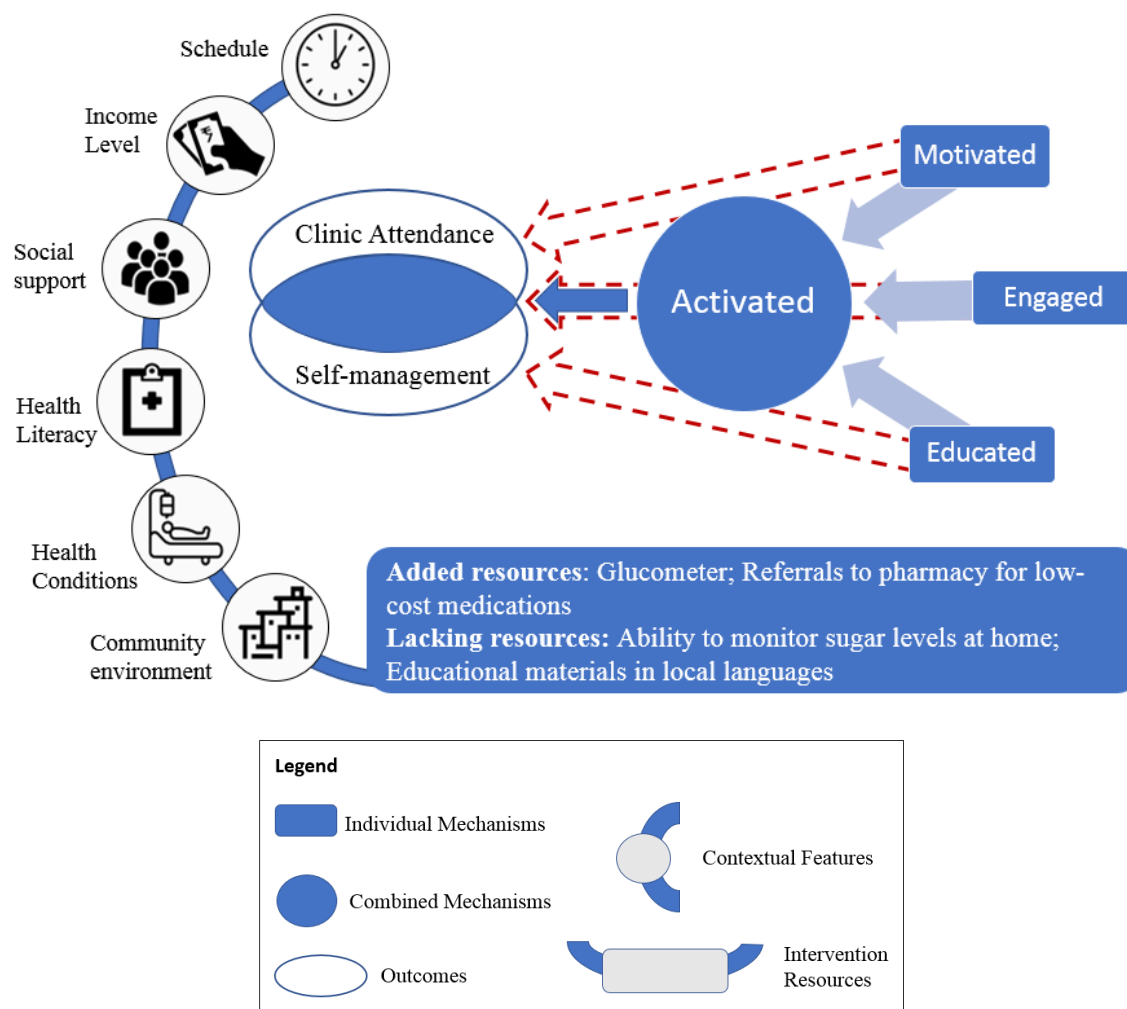 Schedule
Income
Level
Social
support
Health
Literacy
Health
Conditions
Community
environment
Clinic Attendance
Self-management
Activated
Motivated
Engaged
Educated
Added resources: Glucometer; Referrals to pharmacy for low-
cost medications
Lacking resources: Ability to monitor sugar levels at home;
Educational materials in local languages
Legend
Individual Mechanisms
Combined Mechanisms
Outcomes
Contextual Features
Intervention
Resources